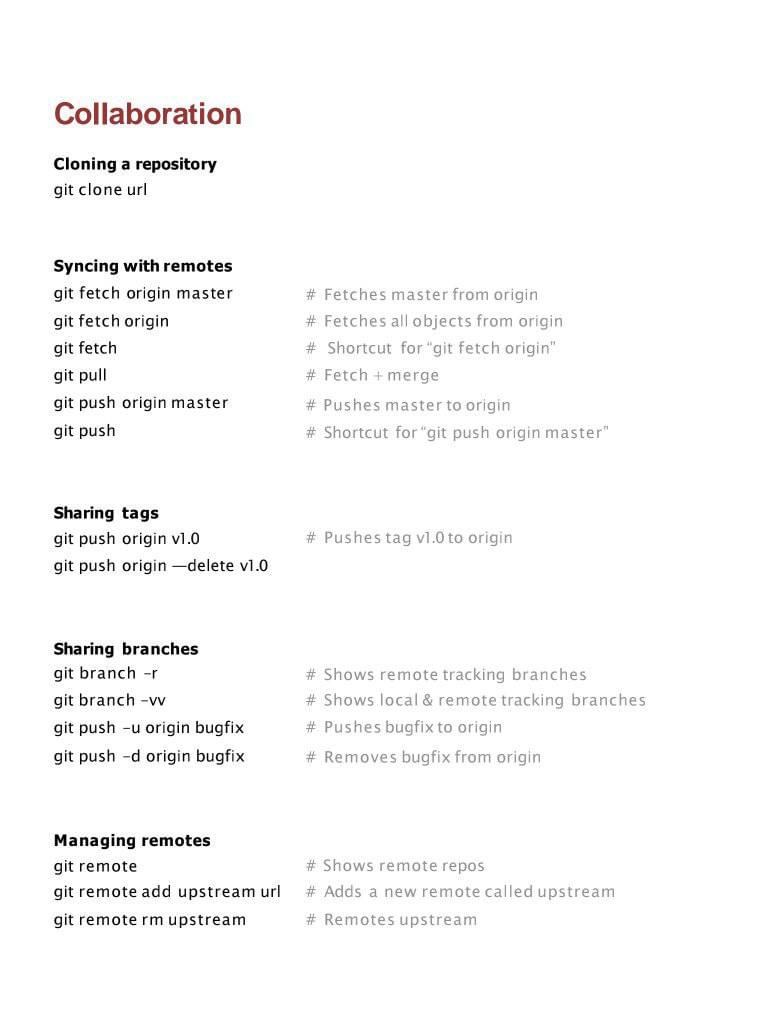 Collaboration
Cloning a repository
git clone url
Syncing with remotes
git fetch origin master # Fetches master from origin
git fetch origin # Fetches all objects from origin
git fetch # Shortcut for “git fetch origin”
git pull # Fetch + merge
git push origin master # Pushes master to origin
git push # Shortcut for “git push origin master”
Sharing tags
git push origin v1.0 # Pushes tag v1.0 to origin
git push origin —delete v1.0
Sharing branches
git branch -r # Shows remote tracking branches
git branch -vv # Shows local & remote tracking branches
git push -u origin bugfix # Pushes bugfix to origin
git push -d origin bugfix # Removes bugfix from origin
Managing remotes
git remote # Shows remote repos
git remote add upstream url # Adds a new remote called upstream
git remote rm upstream # Remotes upstream